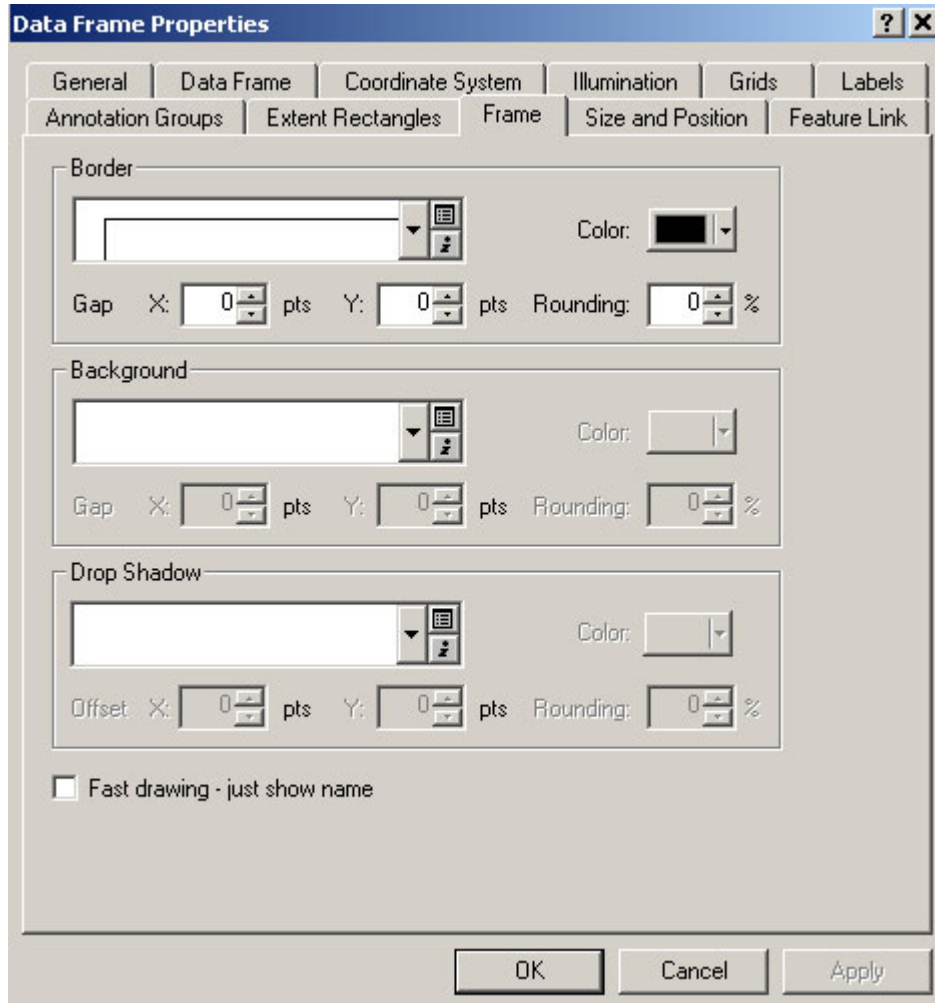 Data Frame Properties ? X
General Data Frame Coordinate System Illumination Grids Labels
Annotation Groups Extent Rectangles Frame Size and Position Feature Link
Border
Color:
Gap X: 0 pts Y: 0 pts Rounding: 0 %
Background
Color:
Gap X: 0 pts Y: 0 pts Rounding: 0 %
Drop Shadow
Color:
Offset X: 0 pts Y: 0 pts Rounding: 0 %
Fast drawing - just show name
OK Cancel Apply